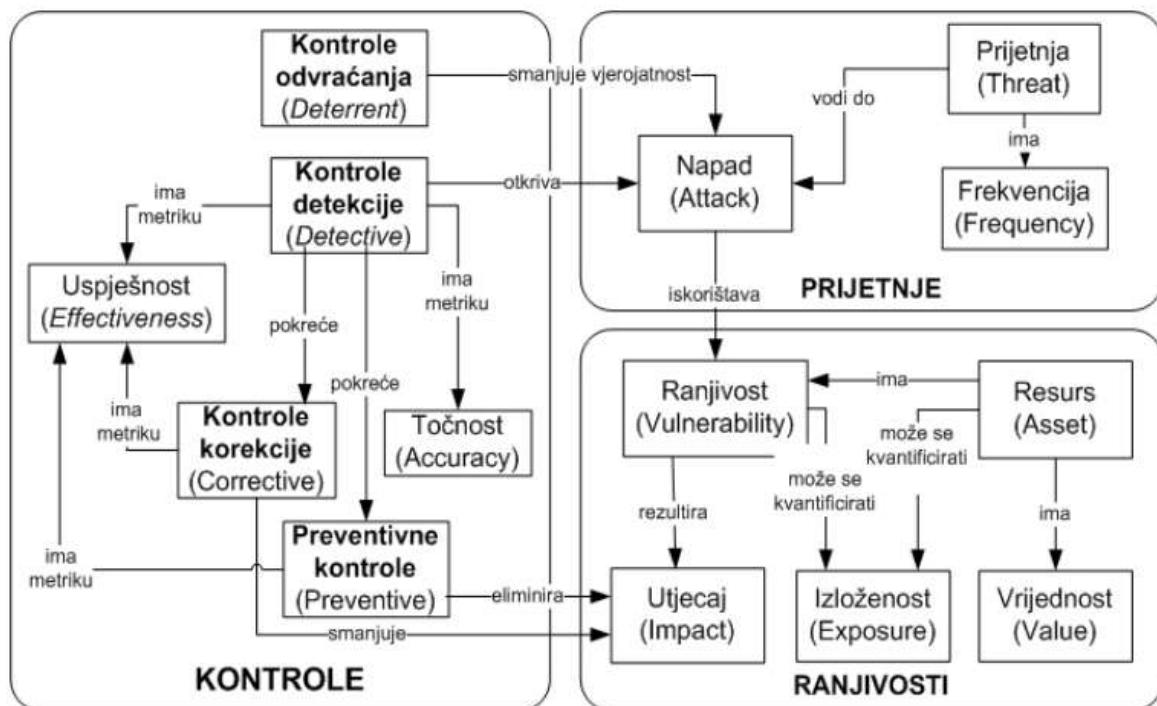 Kontrole
odvraćanja
(Deterrent)
smanjuje vjerojatnost
Prijetnja
(Threat)
vodi do
ima
Napad
(Attack)
Frekvencija
(Frequency)
PRIJETNJE
Kontrole
detekcije
(Detective)
otkriva
ima
metriku
Uspješnost
(Effectiveness)
ima
metriku
pokreće
pokreće
iskorištava
ima
metriku
Kontrole
korekcije
(Corrective)
Točnost
(Accuracy)
ima
metriku
Preventivne
kontrole
(Preventive)
eliminira
smanjuje
KONTROLE
Ranjivost
(Vulnerability)
ima
Resurs
(Asset)
može se
kvantificirati
može se
kvantificirati
rezultira
ima
Utjecaj
(Impact)
Izloženost
(Exposure)
Vrijednost
(Value)
RANJIVOSTI